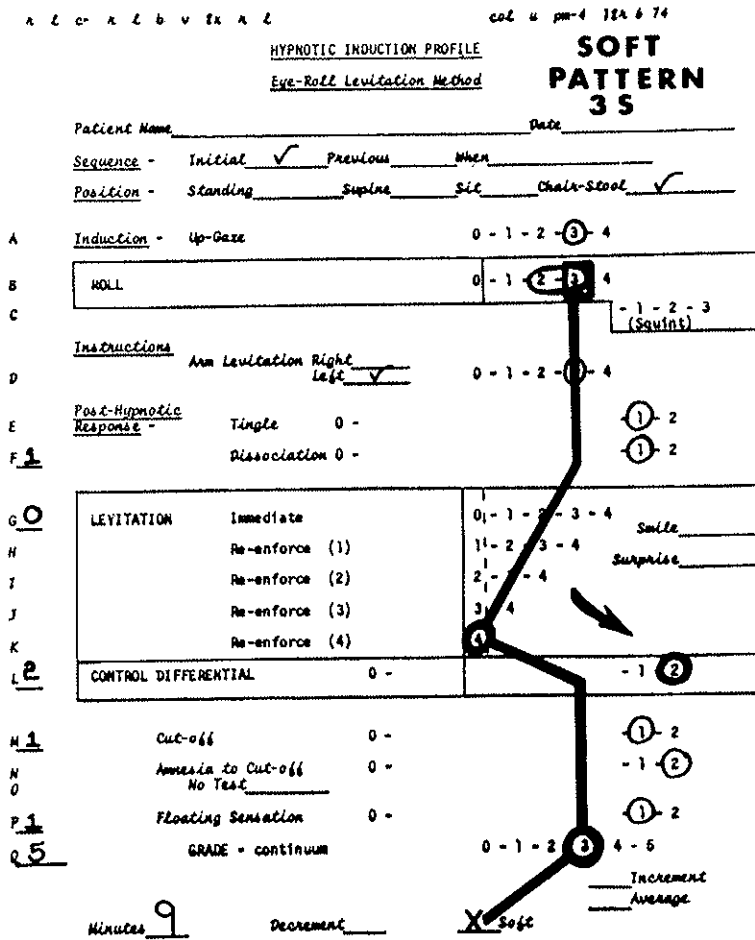 r l c- r l b v 8x r l
col u pm-4 12r 6 74
HYPNOTIC INDUCTION PROFILE
Eye-Roll Levitation Method
SOFT
PATTERN
3 S
Patient Name Date
Sequence - Initial ✓ Previous When
Position - Standing Supine Sit Chair-Stool ✓
A Induction - Up-Gaze 0 - 1 - 2 - 3 - 4
B ROLL 0 - 1 - 2 - 3 - 4
C - 1 - 2 - 3
(Squint)
Instructions
Arm Levitation Right
D Left ✓ 0 - 1 - 2 - - 4
Post-Hypnotic
E Response - Tingle 0 - - 1 - 2
F 1 Dissociation 0 - - 1 - 2
G 0 LEVITATION Immediate 0 - 1 - 2 - 3 - 4 Smile
H Re-enforce (1) 1 - 2 - 3 - 4 Surprise
I Re-enforce (2) 2 - - 4
J Re-enforce (3) 3 4
K Re-enforce (4) 4
L 2 CONTROL DIFFERENTIAL 0 - - 1 2
M 1 Cut-off 0 - - 1 - 2
N Amnesia to Cut-off 0 - - 1 - 2
O No Test
P 1 Floating Sensation 0 - - 1 - 2
Q 5 GRADE - continuum 0 - 1 - 2 3 4 - 5
Increment
Average
Minutes 9 Decrement X Soft